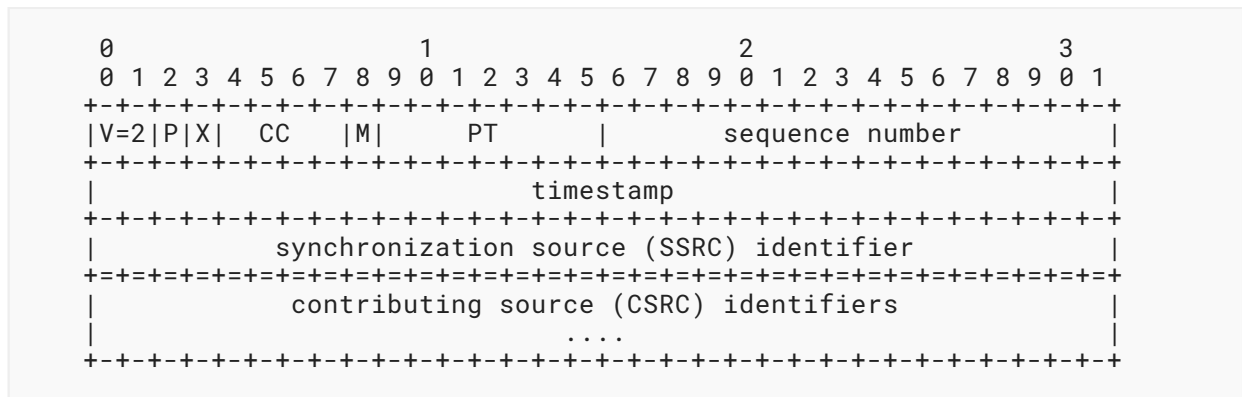 0                   1                   2                   3
 0 1 2 3 4 5 6 7 8 9 0 1 2 3 4 5 6 7 8 9 0 1 2 3 4 5 6 7 8 9 0 1
+-+-+-+-+-+-+-+-+-+-+-+-+-+-+-+-+-+-+-+-+-+-+-+-+-+-+-+-+-+-+-+-+
|V=2|P|X|  CC   |M|     PT      |       sequence number         |
+-+-+-+-+-+-+-+-+-+-+-+-+-+-+-+-+-+-+-+-+-+-+-+-+-+-+-+-+-+-+-+-+
|                           timestamp                           |
+-+-+-+-+-+-+-+-+-+-+-+-+-+-+-+-+-+-+-+-+-+-+-+-+-+-+-+-+-+-+-+-+
|           synchronization source (SSRC) identifier            |
+=+=+=+=+=+=+=+=+=+=+=+=+=+=+=+=+=+=+=+=+=+=+=+=+=+=+=+=+=+=+=+=+
|            contributing source (CSRC) identifiers             |
|                             ....                              |
+-+-+-+-+-+-+-+-+-+-+-+-+-+-+-+-+-+-+-+-+-+-+-+-+-+-+-+-+-+-+-+-+